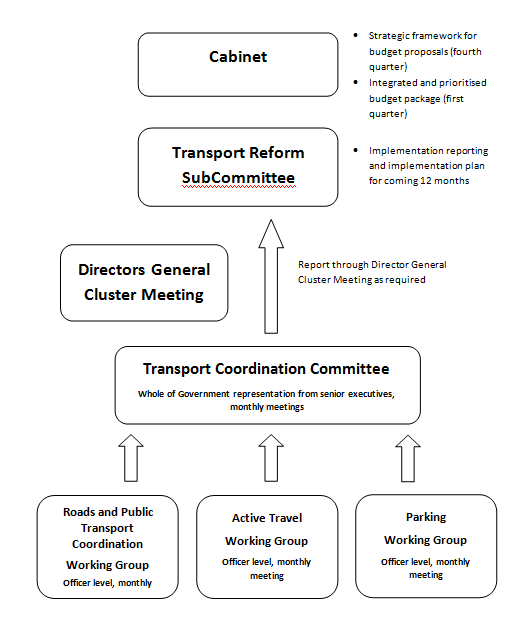 Cabinet
• Strategic framework for
budget proposals (fourth
quarter)
• Integrated and prioritised
budget package (first
quarter)
Transport Reform
SubCommittee
• Implementation reporting
and implementation plan
for coming 12 months
Directors General
Cluster Meeting
Report through Director General
Cluster Meeting as required
Transport Coordination Committee
Whole of Government representation from senior executives,
monthly meetings
Roads and Public
Transport
Coordination
Working Group
Officer level, monthly
Active Travel
Working Group
Officer level, monthly
meeting
Parking
Working Group
Officer level, monthly
meeting